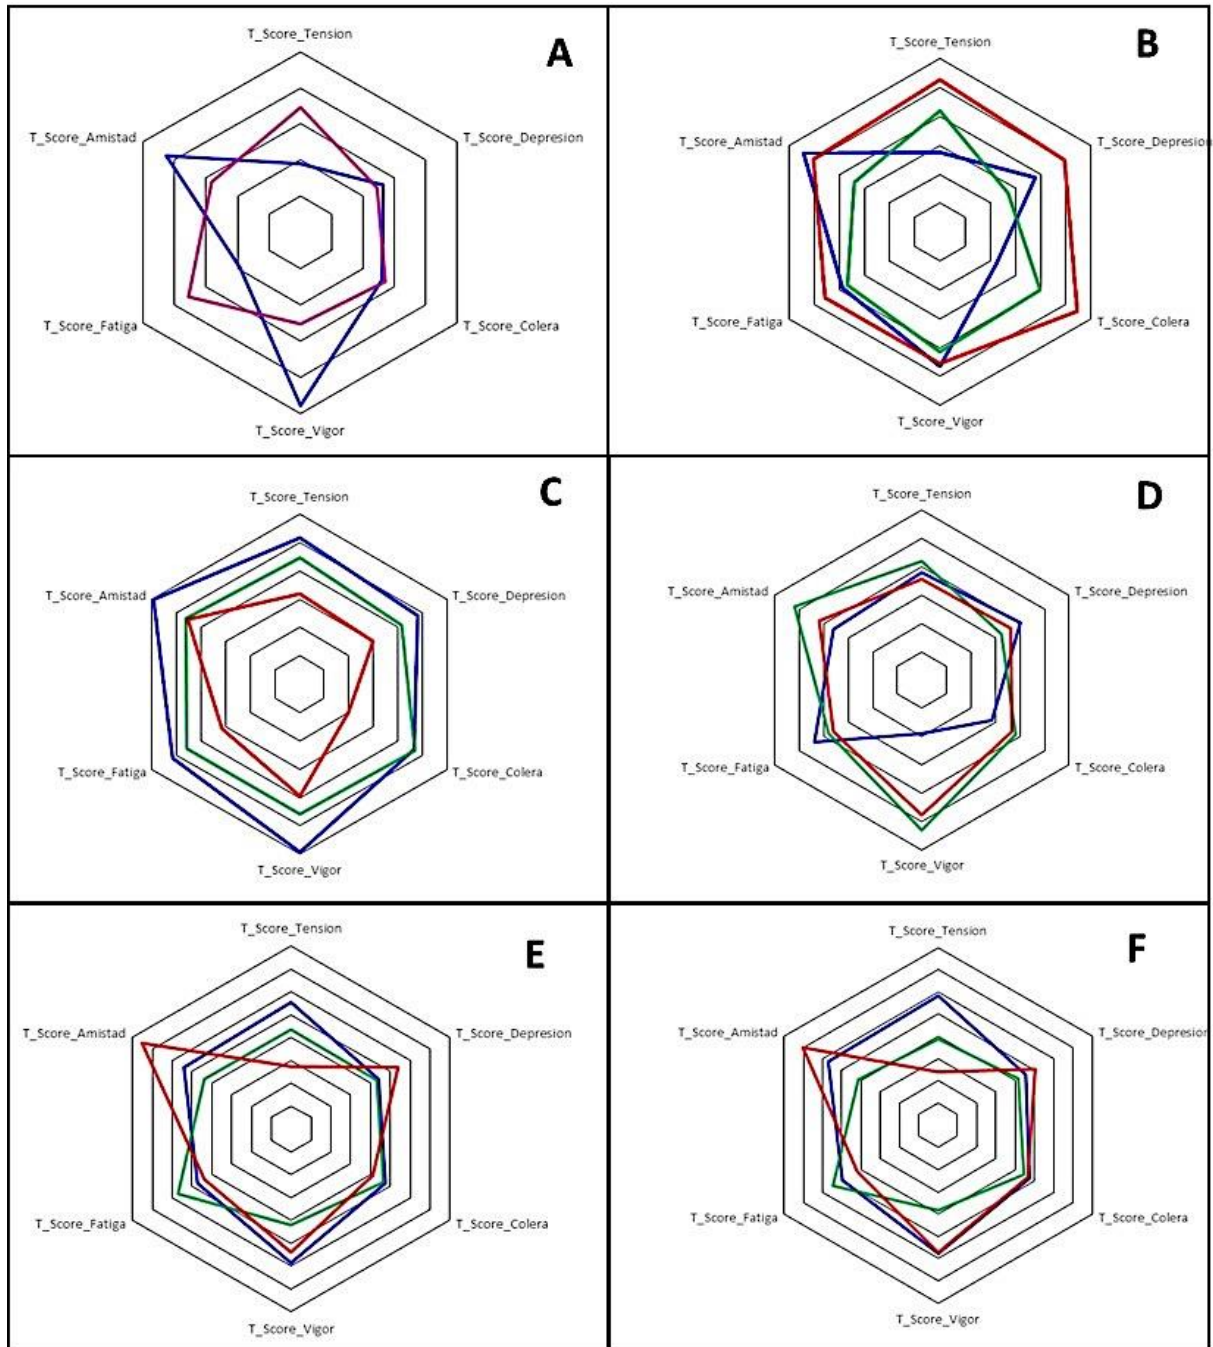 A
T_Score_Tension
T_Score_Amistad
T_Score_Depresion
T_Score_Fatiga
T_Score_Colera
T_Score_Vigor
B
T_Score_Tension
T_Score_Amistad
T_Score_Depresion
T_Score_Fatiga
T_Score_Colera
T_Score_Vigor
C
T_Score_Tension
T_Score_Amistad
T_Score_Depresion
T_Score_Fatiga
T_Score_Colera
T_Score_Vigor
D
T_Score_Tension
T_Score_Amistad
T_Score_Depresion
T_Score_Fatiga
T_Score_Colera
T_Score_Vigor
E
T_Score_Tension
T_Score_Amistad
T_Score_Depresion
T_Score_Fatiga
T_Score_Colera
T_Score_Vigor
F
T_Score_Tension
T_Score_Amistad
T_Score_Depresion
T_Score_Fatiga
T_Score_Colera
T_Score_Vigor